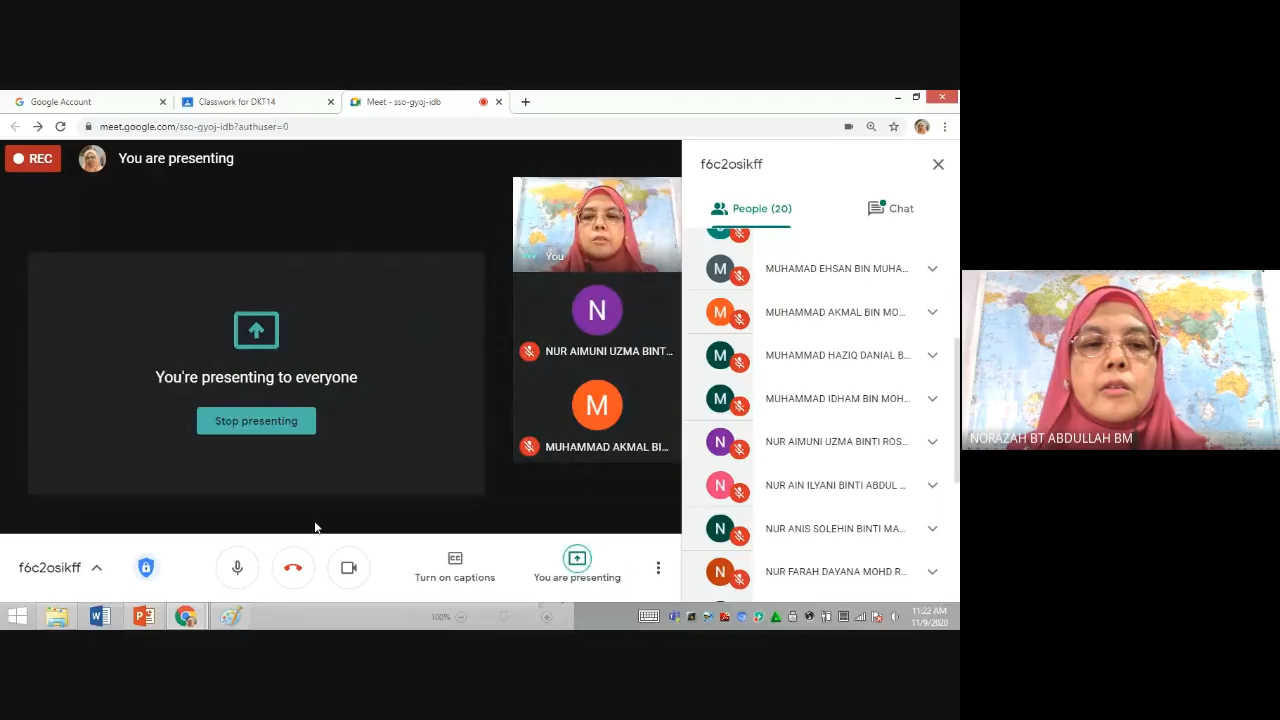 Google Account
Classwork for DKT14
Meet - sso-gyoj-idb
meet.google.com/sso-gyoj-idb?authuser=0
REC
You are presenting
f6c2osikff
People (20)
Chat
You
MUHAMAD EHSAN BIN MUHA...
N
M
MUHAMMAD AKMAL BIN MO...
NUR AIMUNI UZMA BINT...
M
MUHAMMAD HAZIQ DANIAL B...
M
You're presenting to everyone
M
MUHAMMAD IDHAM BIN MOH...
M
Stop presenting
MUHAMMAD AKMAL BI...
N
NUR AIMUNI UZMA BINTI ROS...
NORAZAH BT ABDULLAH BM
N
NUR AIN ILYANI BINTI ABDUL ...
N
NUR ANIS SOLEHIN BINTI MA...
N
NUR FARAH DAYANA MOHD R...
f6c2osikff
CC
Turn on captions
You are presenting
100%
11:22 AM
11/9/2020